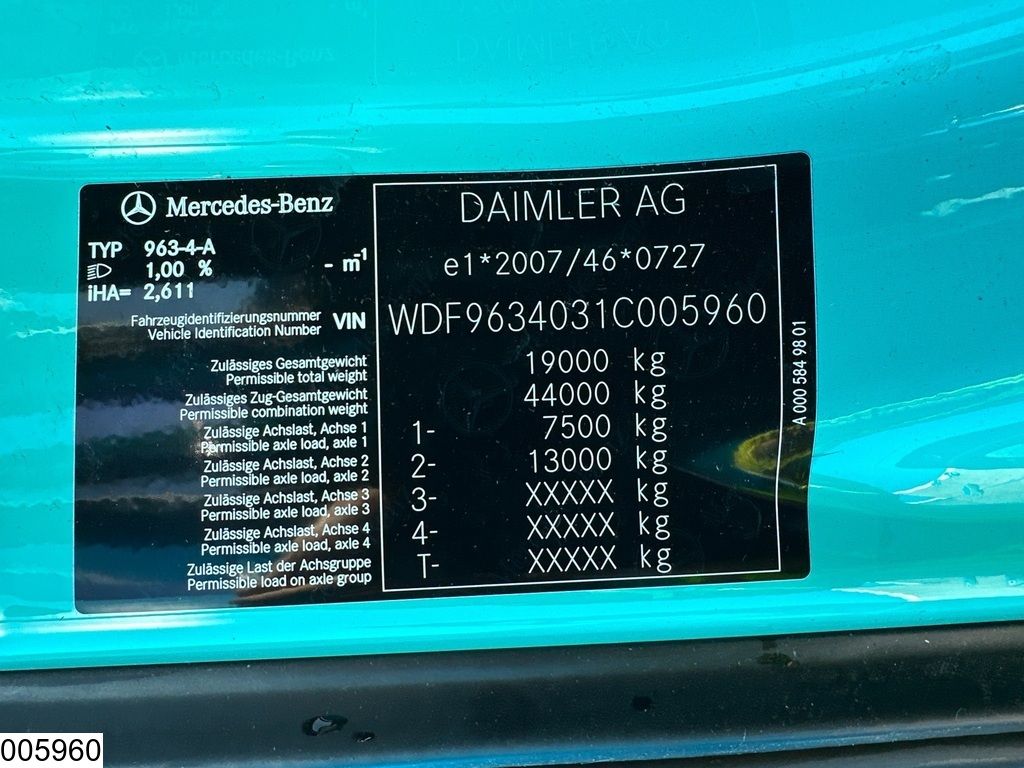 Mercedes-Benz
DAIMLER AG
TYP 963-4-A
1,00 % - m-1
iHA= 2,611
e1*2007/46*0727
Fahrzeugidentifizierungsnummer
Vehicle Identification Number
VIN WDF9634031C005960
Zulässiges Gesamtgewicht
Permissible total weight
19000 kg
Zulässiges Zug-Gesamtgewicht
Permissible combination weight
44000 kg
Zulässige Achslast, Achse 1
Permissible axle load, axle 1
1- 7500 kg
Zulässige Achslast, Achse 2
Permissible axle load, axle 2
2- 13000 kg
Zulässige Achslast, Achse 3
Permissible axle load, axle 3
3- XXXXX kg
Zulässige Achslast, Achse 4
Permissible axle load, axle 4
4- XXXXX kg
Zulässige Last der Achsgruppe
Permissible load on axle group
T- XXXXX kg
A 000 584 98 01
005960